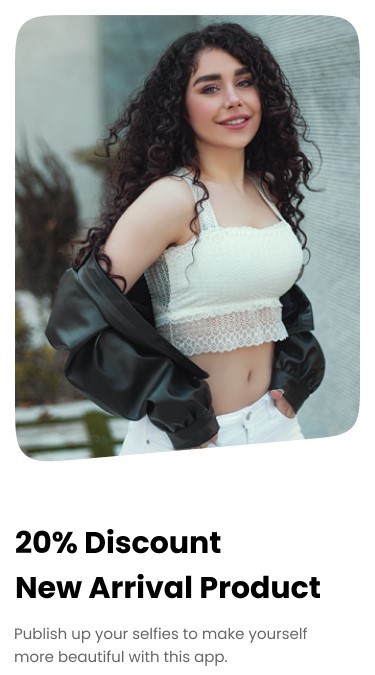 20% Discount
New Arrival Product
Publish up your selfies to make yourself
more beautiful with this app.